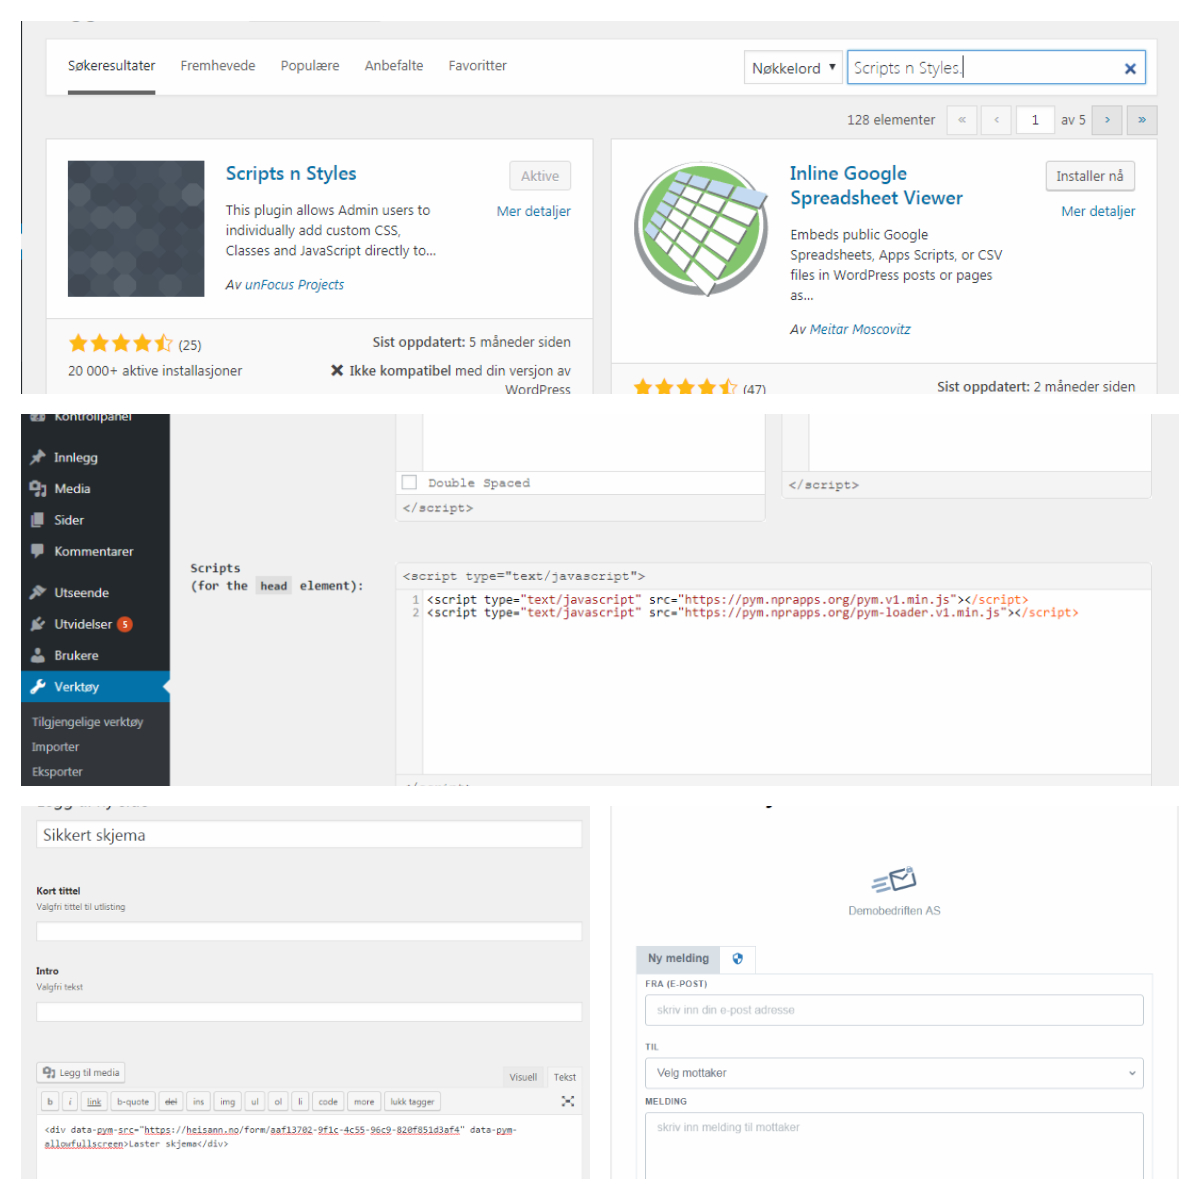 Søkeresultater Fremhevede Populære Anbefalte Favoritter Nøkkelord ▼ Scripts n Styles.
128 elementer « ‹ 1 av 5 › »
Scripts n Styles
Aktive
Mer detaljer
This plugin allows Admin users to
individually add custom CSS,
Classes and JavaScript directly to...
Av unFocus Projects
(25)
Sist oppdatert: 5 måneder siden
20 000+ aktive installasjoner
Ikke kompatibel med din versjon av
WordPress
Inline Google
Spreadsheet Viewer
Installer nå
Mer detaljer
Embeds public Google
Spreadsheets, Apps Scripts, or CSV
files in WordPress posts or pages
as...
Av Meitar Moscovitz
(47)
Sist oppdatert: 2 måneder siden
Kontrollpanel
Innlegg
Media
Sider
Kommentarer
Utseende
Utvidelser 5
Brukere
Verktøy
Tilgjengelige verktøy
Importer
Eksporter
Double Spaced
</script>
</script>
Scripts
(for the head element):
<script type="text/javascript">
1 <script type="text/javascript" src="https://pym.nprapps.org/pym.v1.min.js"></script>
2 <script type="text/javascript" src="https://pym.nprapps.org/pym-loader.v1.min.js"></script>
Sikkert skjema
Kort tittel
Valgfri tittel til utlisting
Intro
Valgfri tekst
Legg til media
Visuell Tekst
b i link b-quote del ins img ul ol li code more lukk tagger
<div data-pym-src="https://heisann.no/form/aaf13702-9f1c-4c55-96c9-820f851d3af4" data-pym-
allowfullscreen>Laster skjema</div>
Demobedriften AS
Ny melding
FRA (E-POST)
skriv inn din e-post adresse
TIL
Velg mottaker
MELDING
skriv inn melding til mottaker